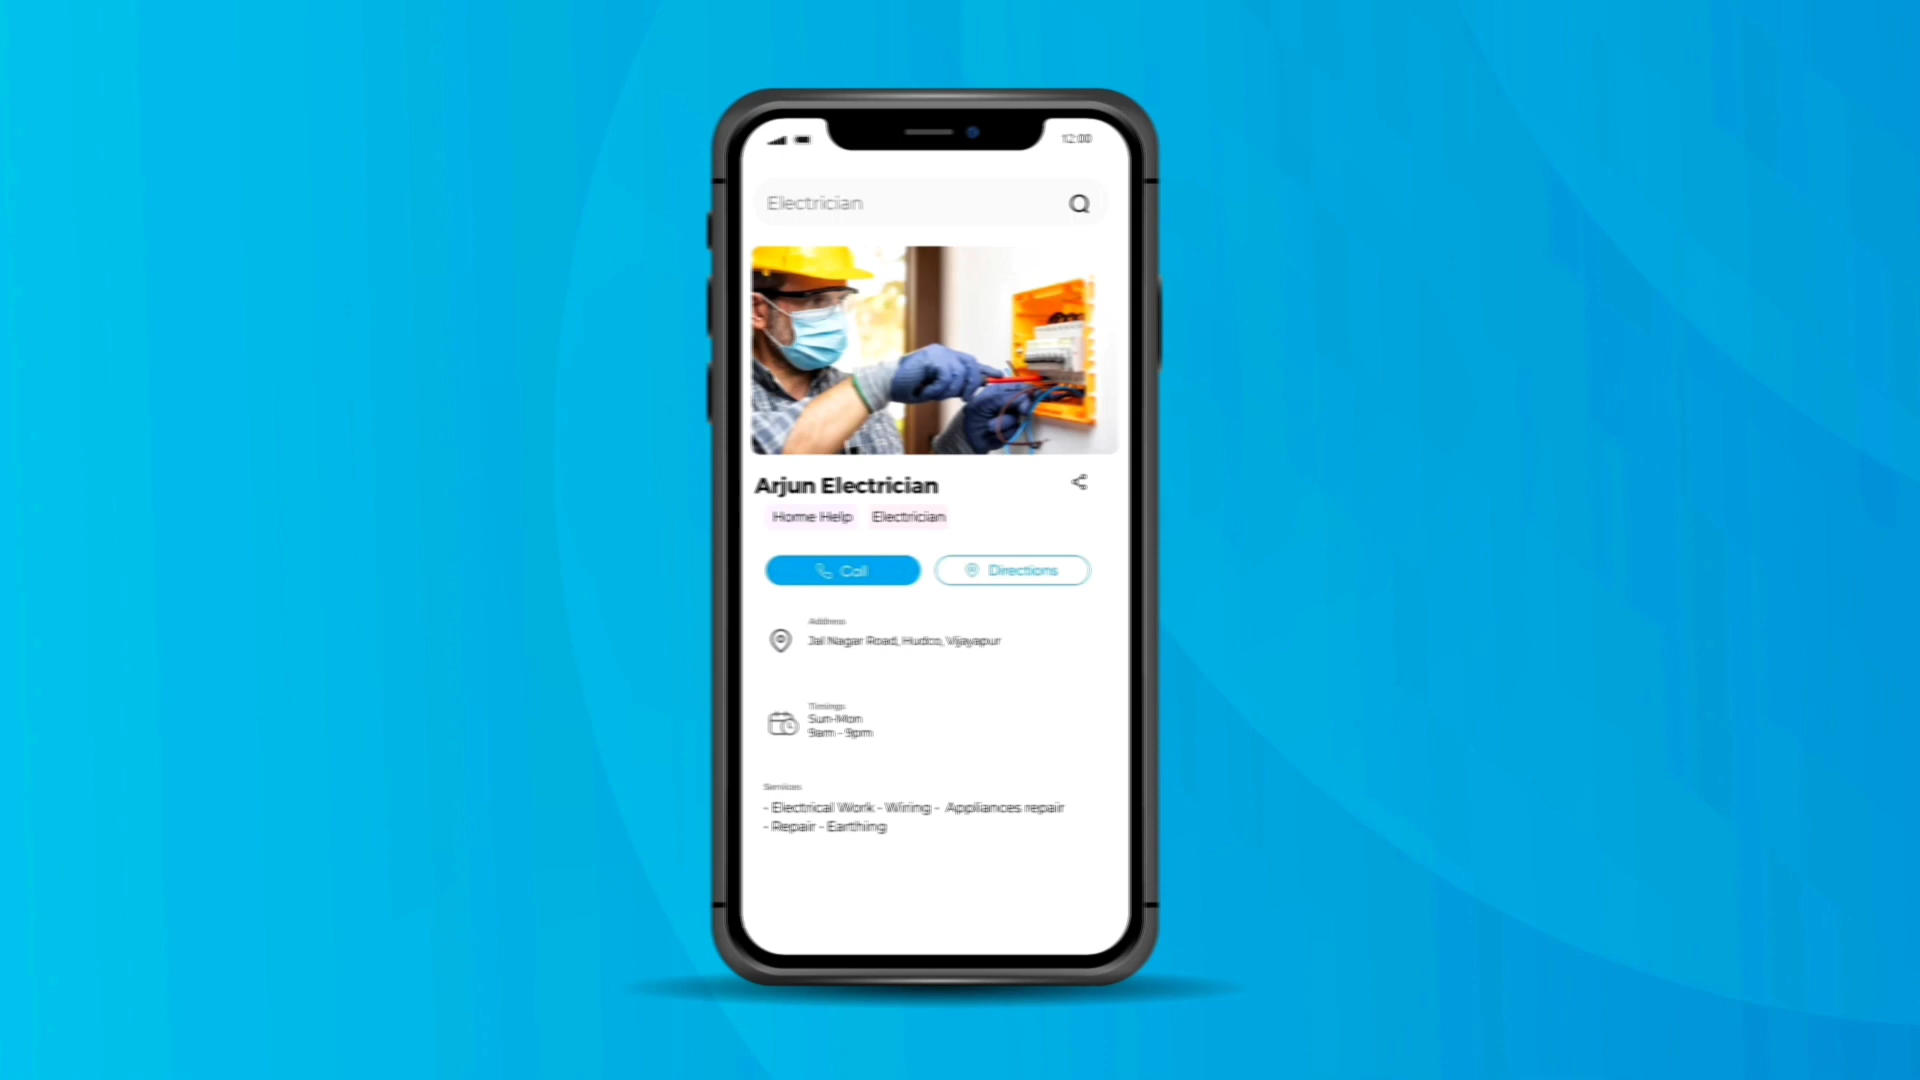 12:00
Electrician
Arjun Electrician
Home Help Electrician
Call Directions
Address
Jal Nagar Road, Hudco, Vijayapur
Timings
Sun-Mon
9am - 9pm
Services
- Electrical Work - Wiring - Appliances repair
- Repair - Earthing